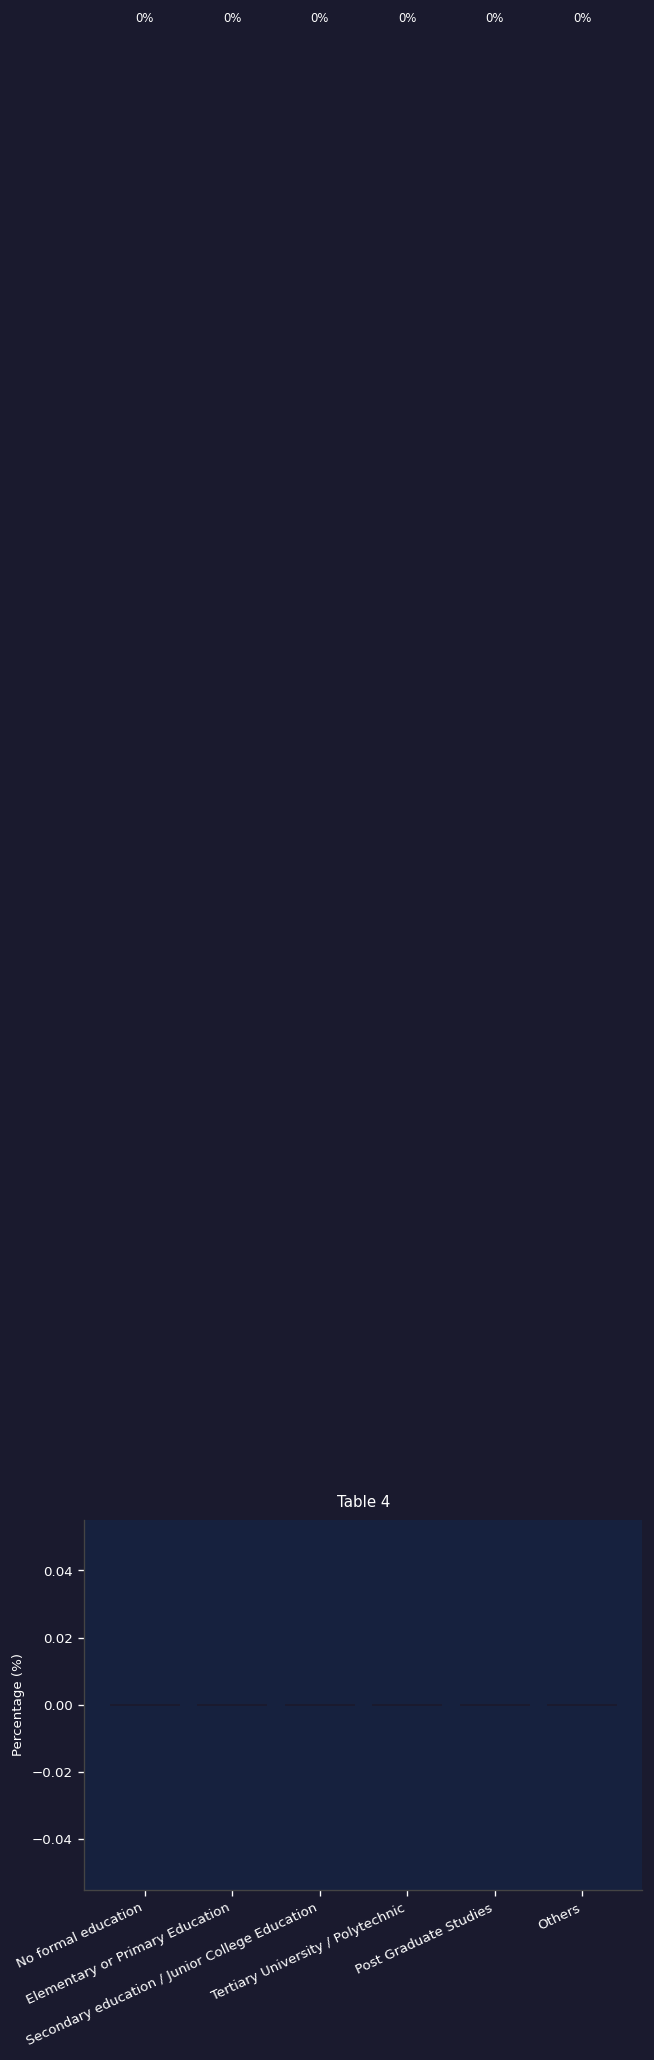 0% 0% 0% 0% 0% 0%
Table 4
Percentage (%)
0.04
0.02
0.00
−0.02
−0.04
No formal education
Elementary or Primary Education
Secondary education / Junior College Education
Tertiary University / Polytechnic
Post Graduate Studies
Others